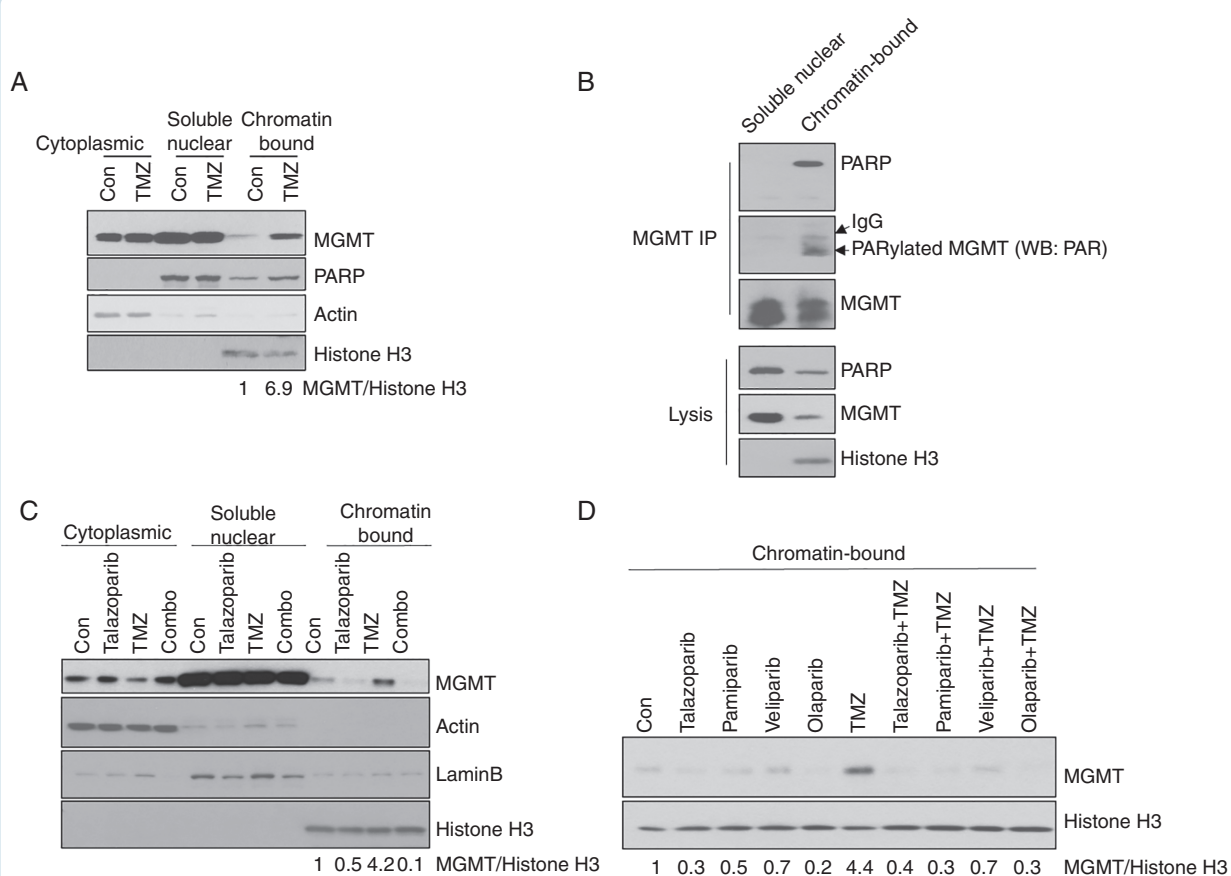 A
Cytoplasmic
Soluble nuclear
Chromatin bound
Con
TMZ
Con
TMZ
Con
TMZ
MGMT
PARP
Actin
Histone H3
1 6.9 MGMT/Histone H3
B
Soluble nuclear
Chromatin-bound
MGMT IP
PARP
IgG
PARylated MGMT (WB: PAR)
MGMT
Lysis
PARP
MGMT
Histone H3
C
Cytoplasmic
Soluble nuclear
Chromatin bound
Con
Talazoparib
TMZ
Combo
Con
Talazoparib
TMZ
Combo
Con
Talazoparib
TMZ
Combo
MGMT
Actin
LaminB
Histone H3
1 0.5 4.2 0.1 MGMT/Histone H3
D
Chromatin-bound
Con
Talazoparib
Pamiparib
Veliparib
Olaparib
TMZ
Talazoparib+TMZ
Pamiparib+TMZ
Veliparib+TMZ
Olaparib+TMZ
MGMT
Histone H3
1 0.3 0.5 0.7 0.2 4.4 0.4 0.3 0.7 0.3 MGMT/Histone H3